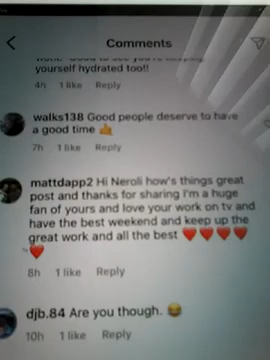 Comments
yourself hydrated too!!
4h 1 like Reply
walks138 Good people deserve to have
a good time 🤙
7h 1 like Reply
mattdapp2 Hi Neroli how's things great
post and thanks for sharing I'm a huge
fan of yours and love your work on tv and
have the best weekend and keep up the
great work and all the best ❤️❤️❤️❤️
❤️
8h 1 like Reply
djb.84 Are you though. 😂
10h 1 like Reply